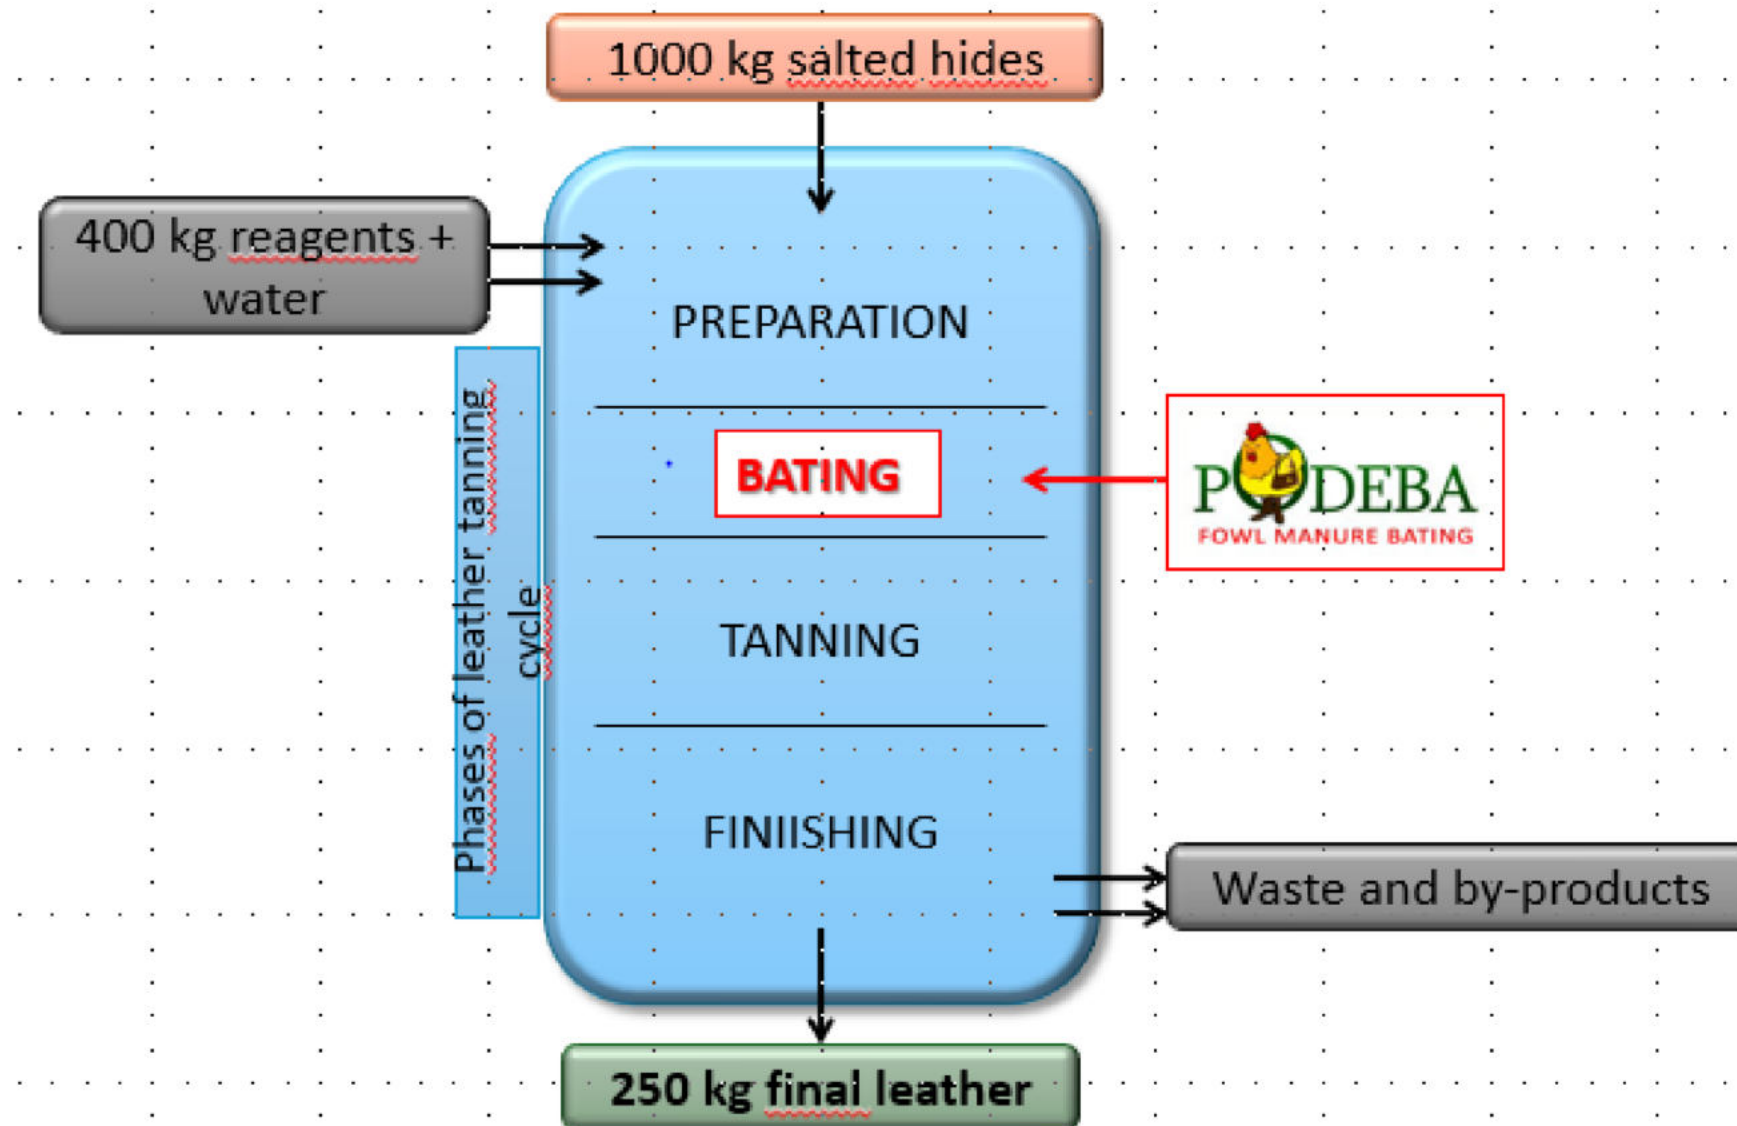 1000 kg salted hides
400 kg reagents +
water
PREPARATION
Phases of leather tanning
cycle
BATING
PODEBA
FOWL MANURE BATING
TANNING
FINIISHING
Waste and by-products
250 kg final leather